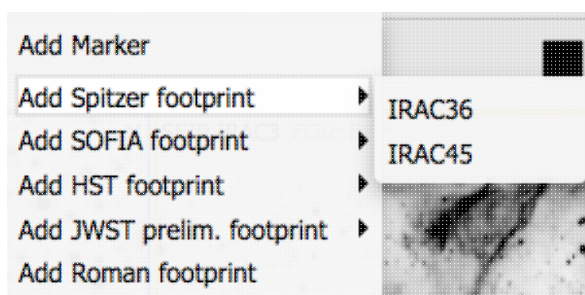 Add Marker
Add Spitzer footprint
IRAC36
Add SOFIA footprint
IRAC45
Add HST footprint
Add JWST prelim. footprint
Add Roman footprint